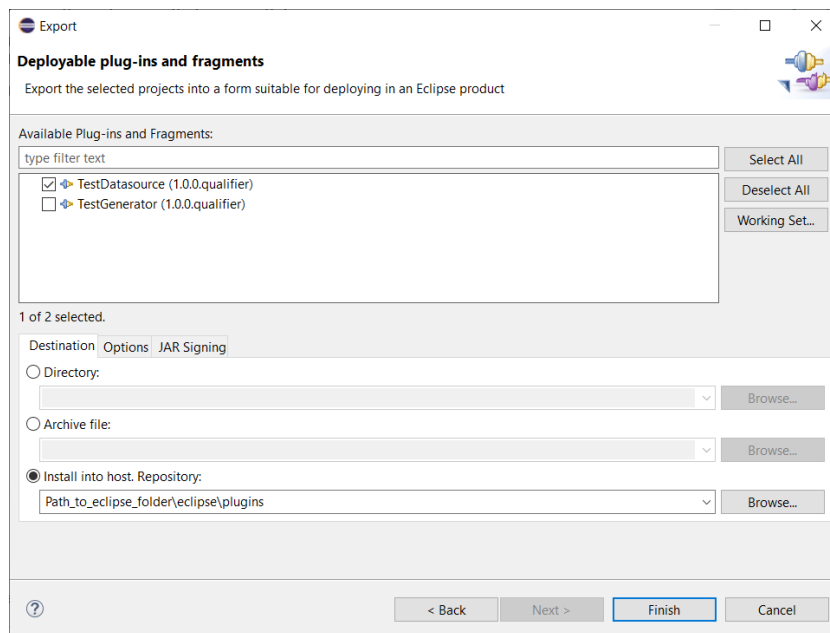 Export
Deployable plug-ins and fragments
Export the selected projects into a form suitable for deploying in an Eclipse product
Available Plug-ins and Fragments:
type filter text
Select All
TestDatasource (1.0.0.qualifier)
Deselect All
TestGenerator (1.0.0.qualifier)
Working Set...
1 of 2 selected.
Destination Options JAR Signing
Directory:
Browse...
Archive file:
Browse...
Install into host. Repository:
Path_to_eclipse_folder\eclipse\plugins
Browse...
?
< Back Next > Finish Cancel